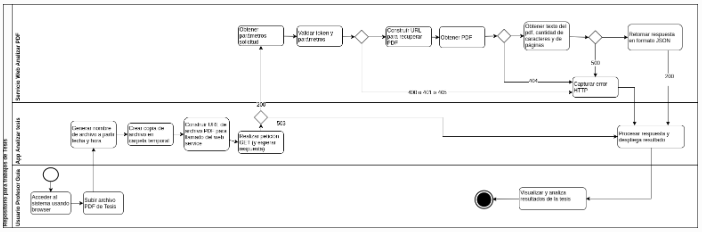 Repositorio para trabajos de Tesis
Servicio Web Analizar PDF
Obtener
parámetros
solicitud
Validar token y
parámetros
Construir URL
para recuperar
PDF
Obtener PDF
Obtener texto del
pdf, cantidad de
caracteres y de
páginas
Retornar respuesta
en formato JSON
500
404
400 o 401 o 405
Capturar error
HTTP
200
App Analizar tesis
Generar nombre
de archivo a partir
fecha y hora
Crear copia de
archivo en
carpeta temporal
Construir URL de
archivo PDF para
llamado del web
service
Realizar petición
GET (y esperar
respuesta)
200
503
Procesar respuesta y
despliega resultado
Usuario Profesor Guía
Acceder al
sistema usando
browser
Subir archivo
PDF de Tesis
Visualizar y analiza
resultados de la tesis